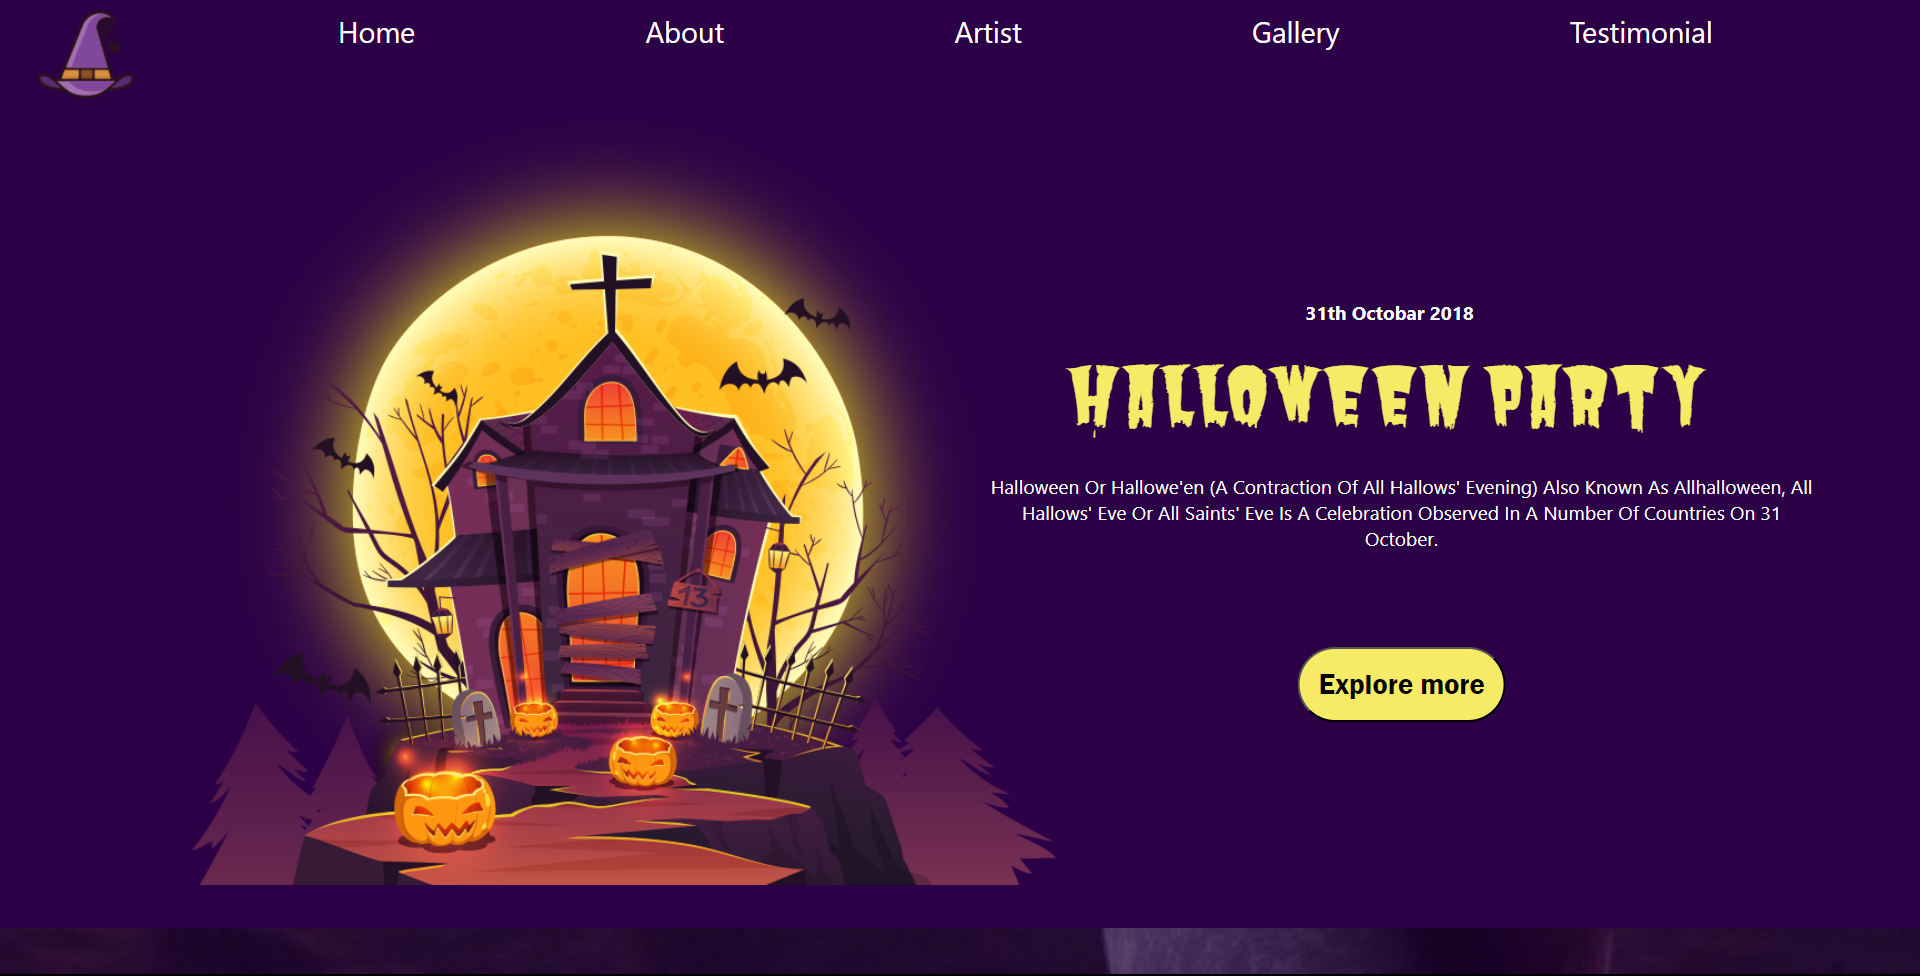 Home About Artist Gallery Testimonial
31th Octobar 2018
HALLOWEEN PARTY
Halloween Or Hallowe'en (A Contraction Of All Hallows' Evening) Also Known As Allhalloween, All
Hallows' Eve Or All Saints' Eve Is A Celebration Observed In A Number Of Countries On 31
October.
13
Explore more